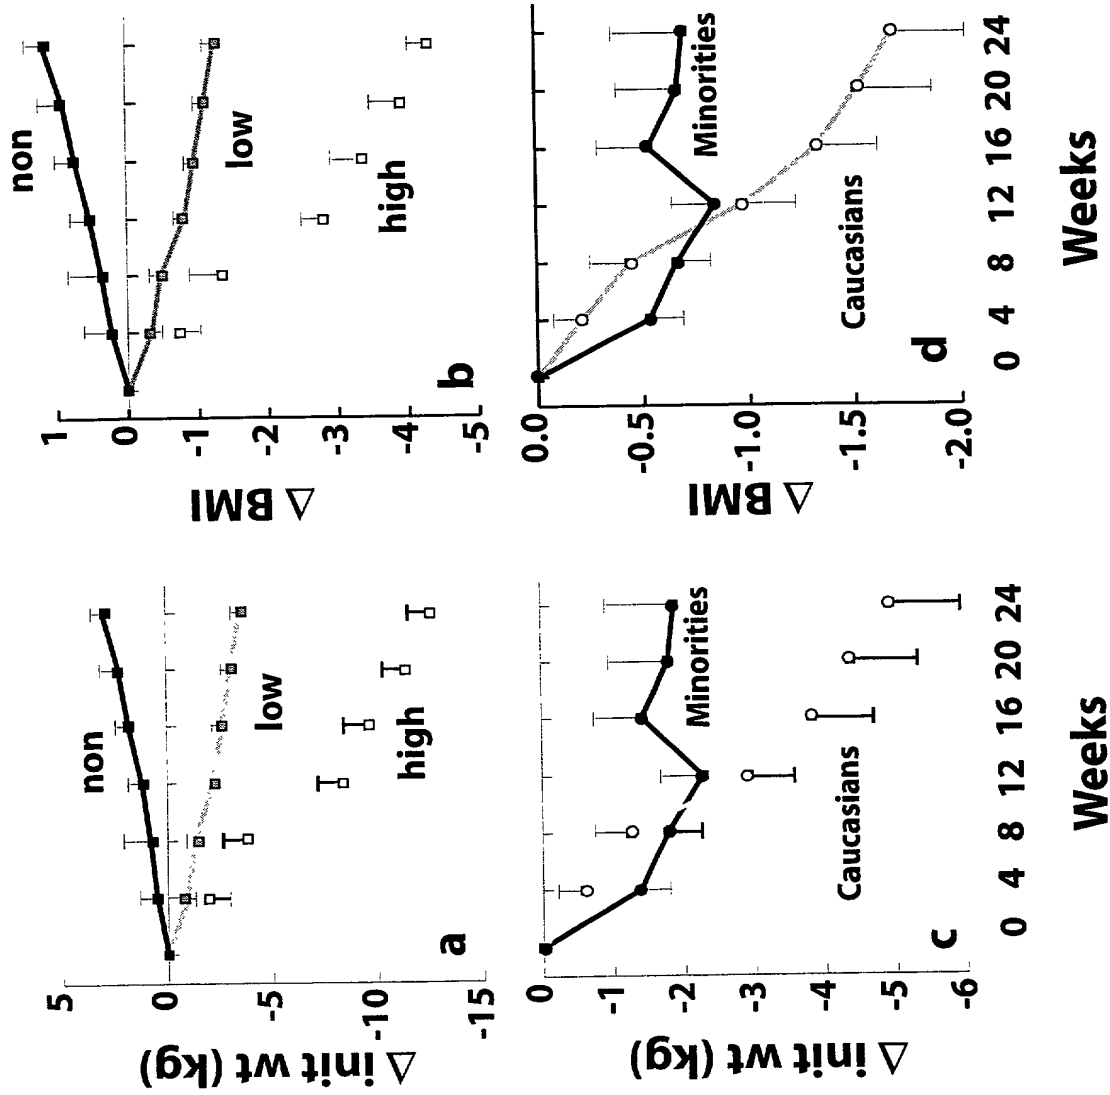 Δ init wt (kg)
5
0
-5
-10
-15
a
non
low
high
Δ BMI
1
0
-1
-2
-3
-4
-5
b
non
low
high
Δ init wt (kg)
0
-1
-2
-3
-4
-5
-6
c
Minorities
Caucasians
0 4 8 12 16 20 24
Weeks
Δ BMI
0.0
-0.5
-1.0
-1.5
-2.0
d
Minorities
Caucasians
0 4 8 12 16 20 24
Weeks